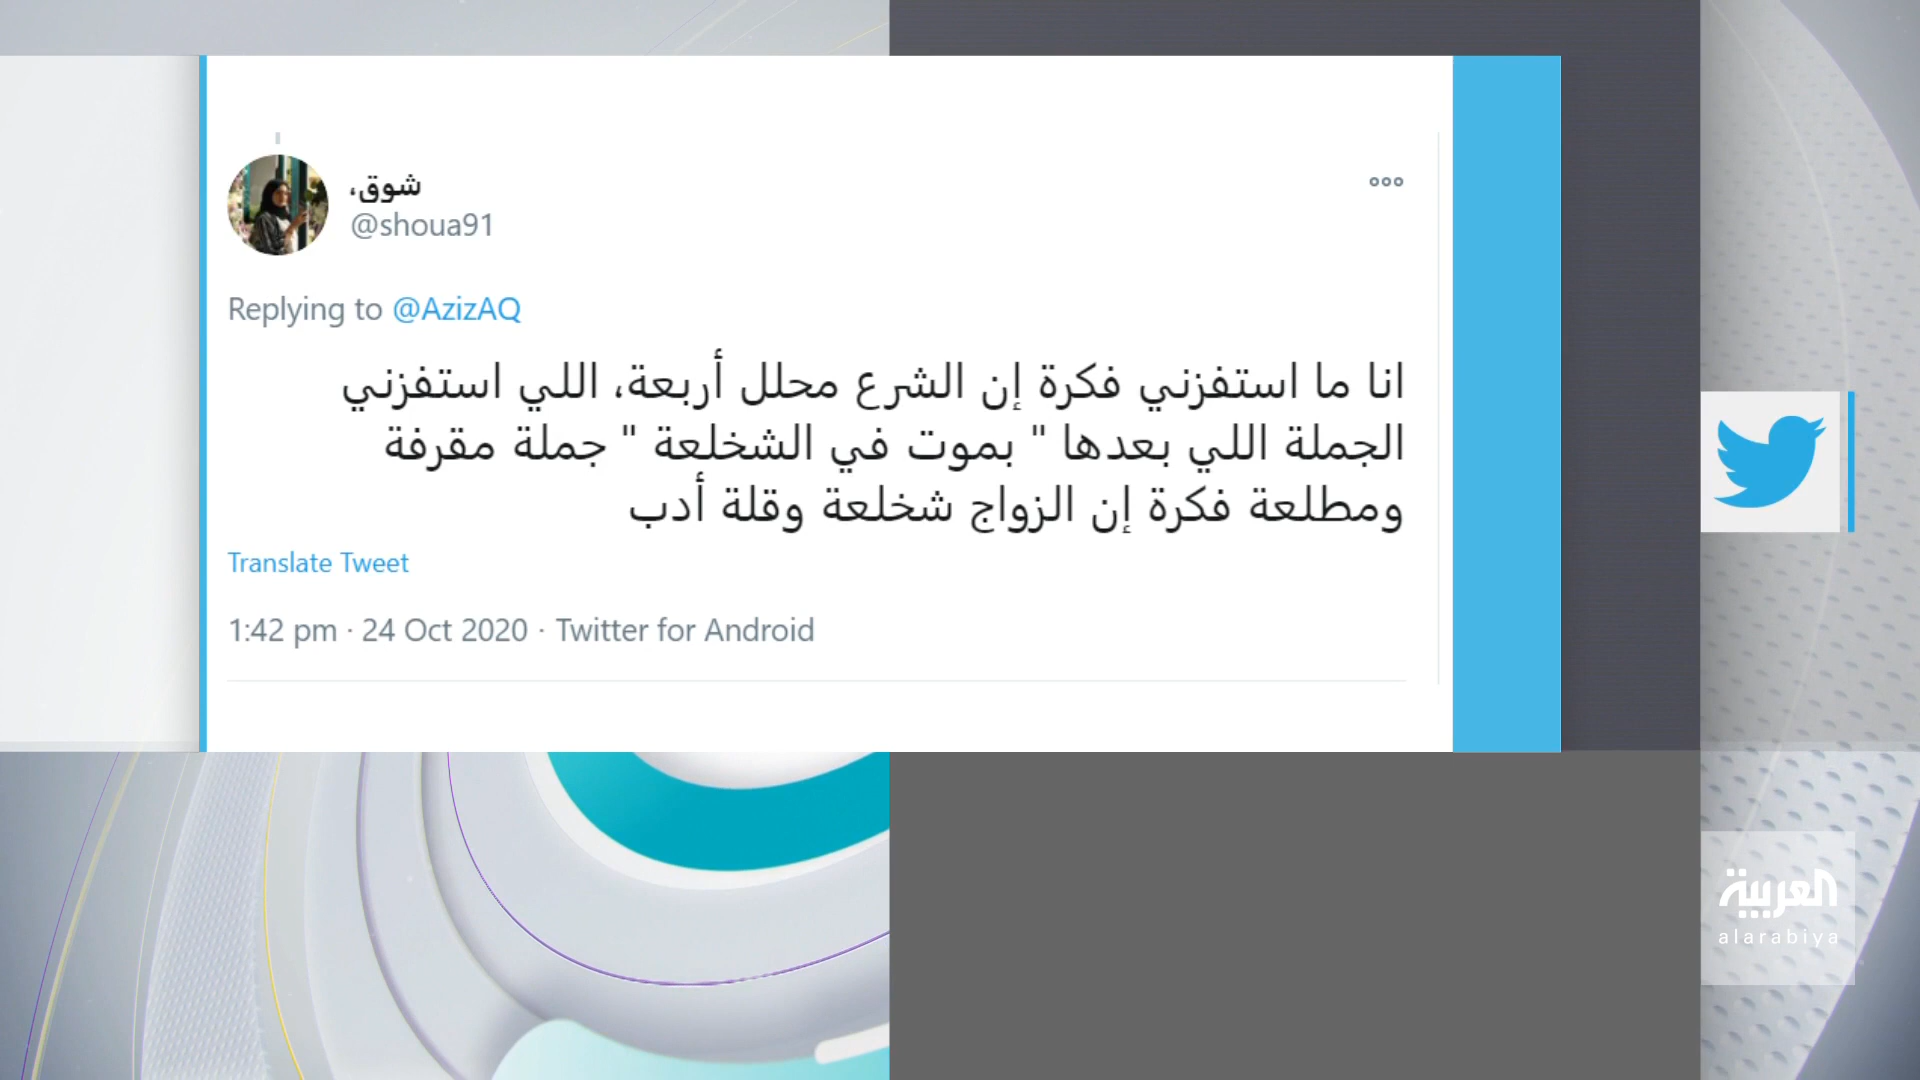 شوق،
@shoua91
Replying to @AzizAQ
انا ما استفزني فكرة إن الشرع محلل أربعة، اللي استفزني
الجملة اللي بعدها " بموت في الشخلعة " جملة مقرفة
ومطلعة فكرة إن الزواج شخلعة وقلة أدب
Translate Tweet
1:42 pm · 24 Oct 2020 · Twitter for Android
العربية
alarabiya